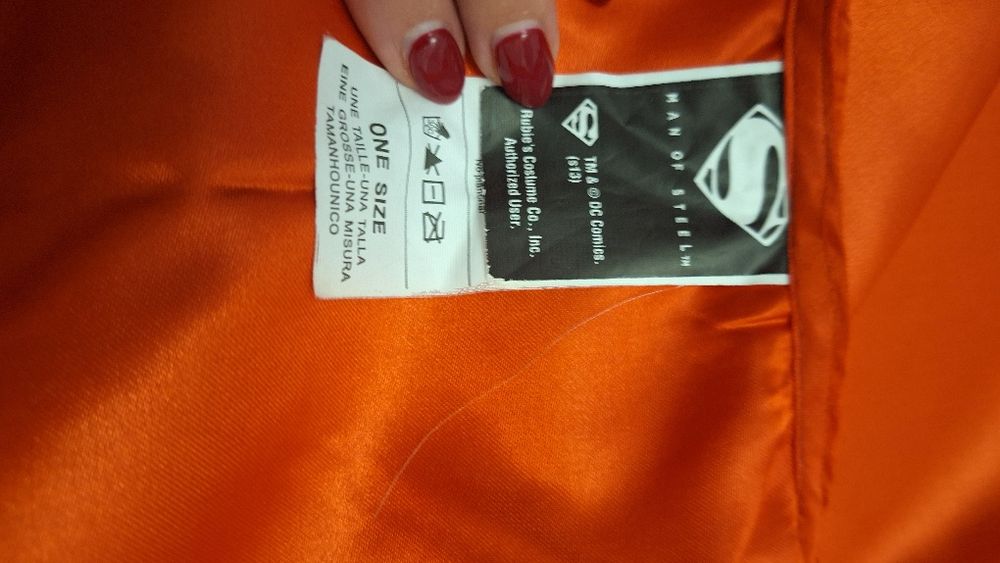 MAN OF STEEL™
TM & © DC Comics.
(s13)
Rubie's Costume Co., Inc.
Authorized User.
ONE SIZE
UNE TAILLE-UNA TALLA
EINE GROSSE-UNA MISURA
TAMANHOUNICO